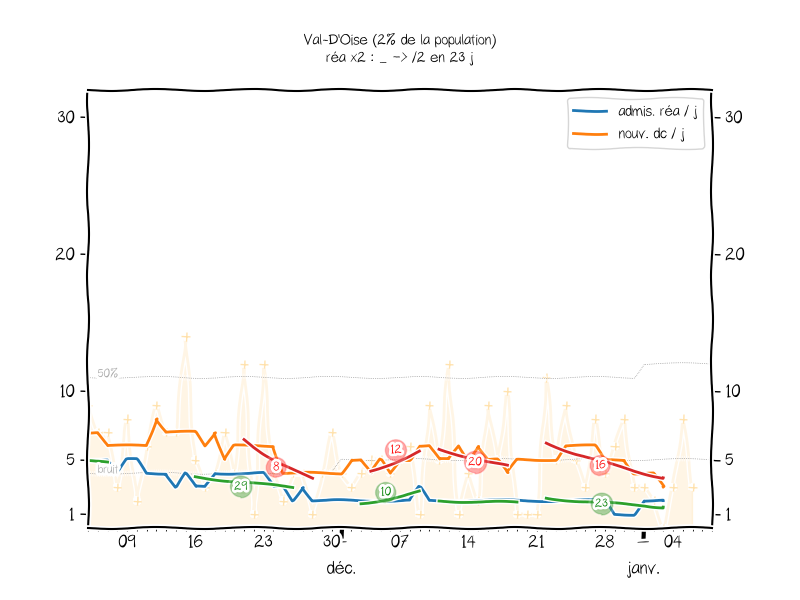 Val-D'Oise (2% de la population)
réa x2 : _ -> /2 en 23 j
admis. réa / j
nouv. dc / j
30
30
20
20
50%
10
10
12
20
16
8
5
5
bruit
29
10
23
1
1
09 16 23 30 07 14 21 28 04
déc. janv.